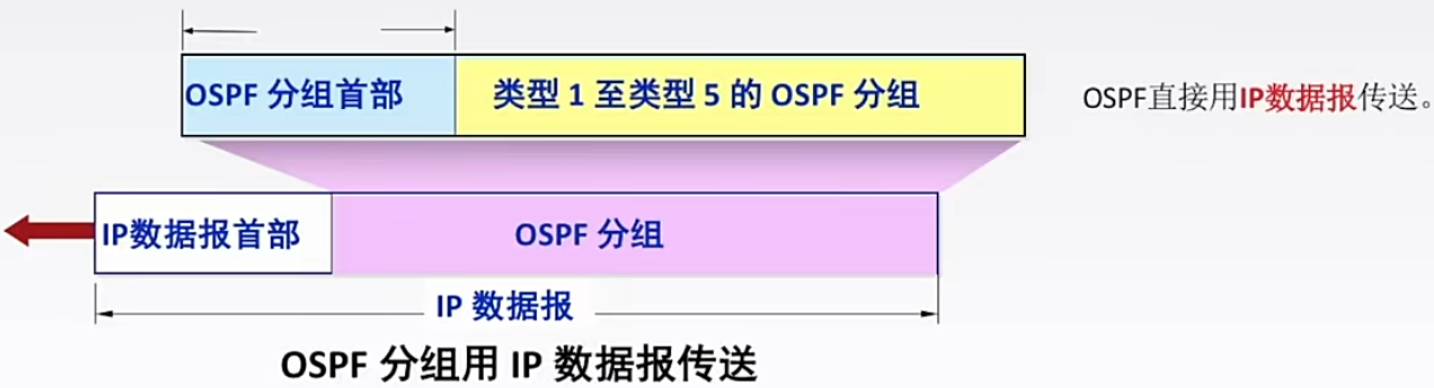 OSPF 分组首部
类型 1 至类型 5 的 OSPF 分组
OSPF直接用IP数据报传送。
IP数据报首部
OSPF 分组
IP 数据报
OSPF 分组用 IP 数据报传送